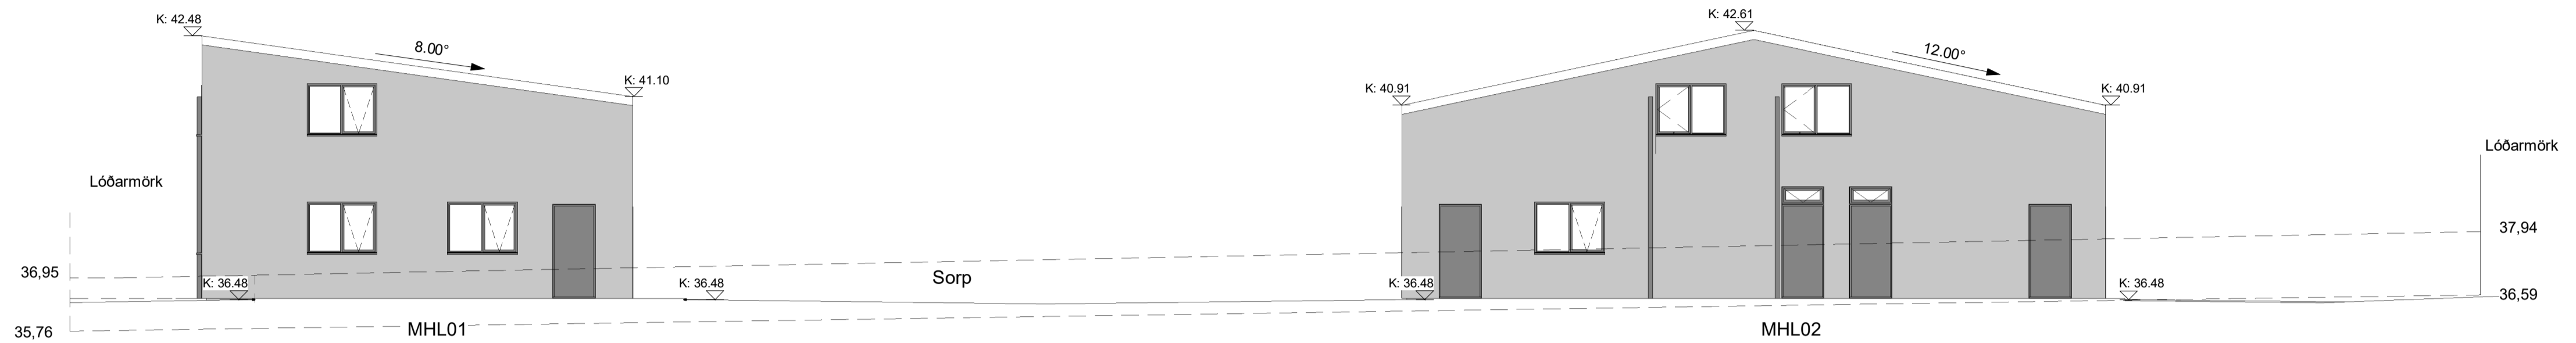 K: 42.48
8.00°
K: 41.10
Lóðarmörk
36,95
K: 36.48
K: 36.48
Sorp
35,76
MHL01
K: 42.61
12.00°
K: 40.91
K: 40.91
Lóðarmörk
37,94
K: 36.48
K: 36.48
36,59
MHL02